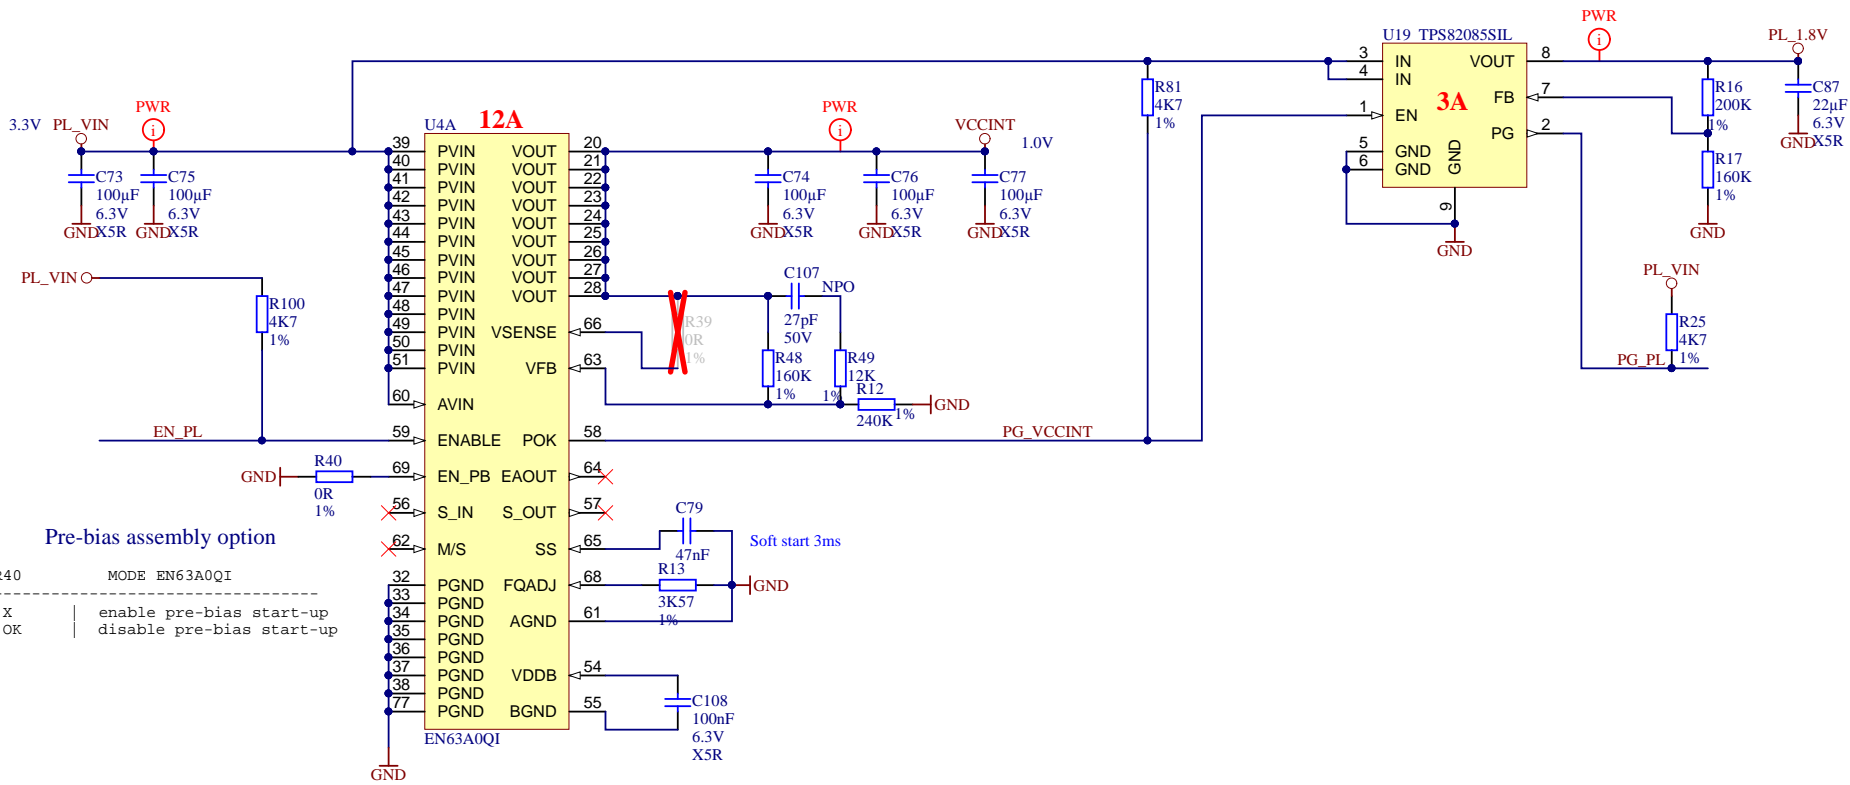 PWR
U19 TPS82085SIL
PL_1.8V
3 IN VOUT 8
4 IN
R81
4K7
1%
3A
FB 7
1 EN
PG 2
5 GND
6 GND
GND
9
GND
R16
200K
1%
R17
160K
1%
GND
C87
22µF
6.3V
X5R
GND
PL_VIN
R25
4K7
1%
PG_PL
3.3V PL_VIN
PWR
C73
100µF
6.3V
X5R
GND
C75
100µF
6.3V
X5R
GND
PL_VIN
R100
4K7
1%
EN_PL
GND
R40
0R
1%
U4A
12A
39 PVIN VOUT 20
40 PVIN VOUT 21
41 PVIN VOUT 22
42 PVIN VOUT 23
43 PVIN VOUT 24
44 PVIN VOUT 25
45 PVIN VOUT 26
46 PVIN VOUT 27
47 PVIN VOUT 28
48 PVIN
49 PVIN VSENSE 66
50 PVIN
51 PVIN VFB 63
60 AVIN
59 ENABLE POK 58
69 EN_PB EAOUT 64
56 S_IN S_OUT 57
62 M/S SS 65
32 PGND FQADJ 68
33 PGND
34 PGND AGND 61
35 PGND
36 PGND
37 PGND VDDB 54
38 PGND
77 PGND BGND 55
EN63A0QI
GND
PWR
VCCINT
1.0V
C74
100µF
6.3V
X5R
GND
C76
100µF
6.3V
X5R
GND
C77
100µF
6.3V
X5R
GND
R39
0R
1%
C107
NPO
27pF
50V
R48
160K
1%
R49
12K
1%
R12
240K
1%
GND
PG_VCCINT
C79
47nF
Soft start 3ms
R13
3K57
1%
GND
C108
100nF
6.3V
X5R
Pre-bias assembly option
R40 MODE EN63A0QI
--------------------------------
X | enable pre-bias start-up
OK | disable pre-bias start-up